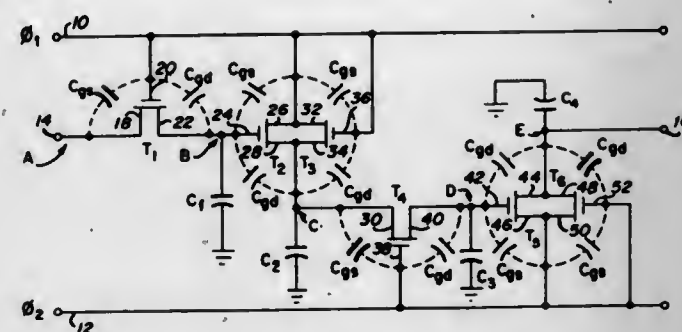 Ø1 10
20
Cgs Cgd Cgs Cgs
C4
14 18 22 24 26 32 36 E
A T1 B 28 T2 T3 34 Cgd Cgd
Cgd Cgd T4 D 42 44 T6 48 52
C1 30 40 46 T5 50
C
C2 38 C3
Cgs Cgd Cgs Cgs
Ø2 12